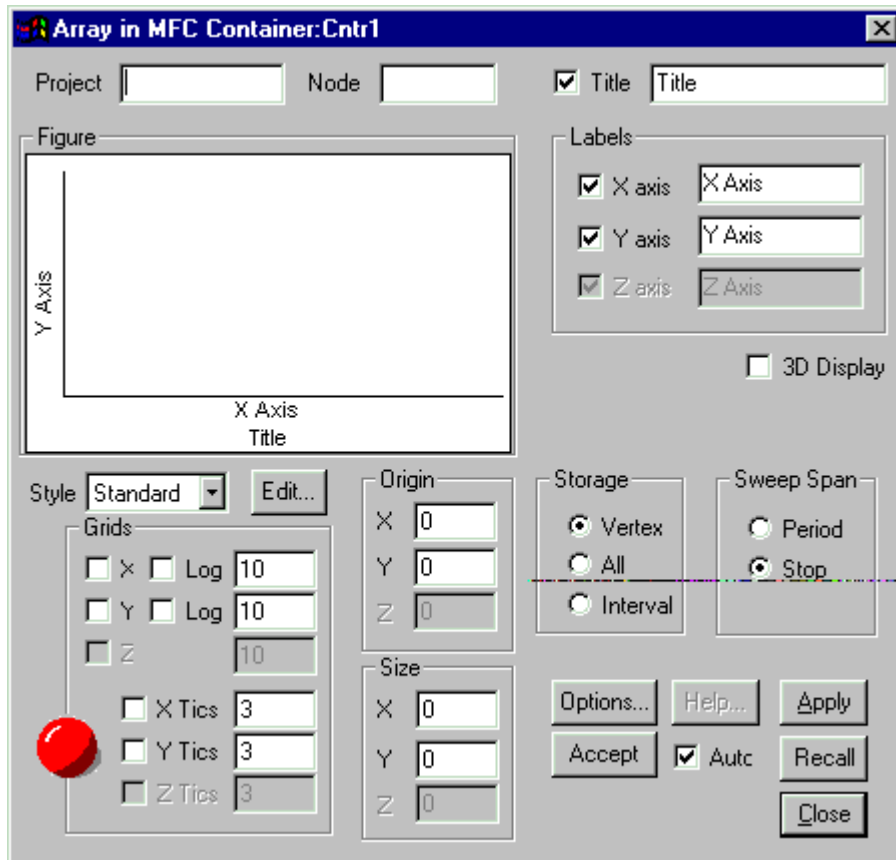 Array in MFC Container:Cntr1
Project Node Title Title
Figure
Y Axis
X Axis
Title
Labels
X axis X Axis
Y axis Y Axis
Z axis Z Axis
3D Display
Style Standard Edit...
Grids
X Log 10
Y Log 10
Z 10
X Tics 3
Y Tics 3
Z Tics 3
Origin
X 0
Y 0
Z 0
Size
X 0
Y 0
Z 0
Storage
Vertex
All
Interval
Sweep Span
Period
Stop
Options... Help... Apply
Accept Autc Recall
Close